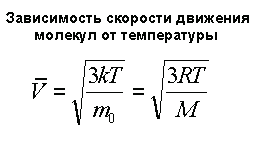 Зависимость скорости движения
молекул от температуры
V̅ = √(3kT/m₀) = √(3RT/M)